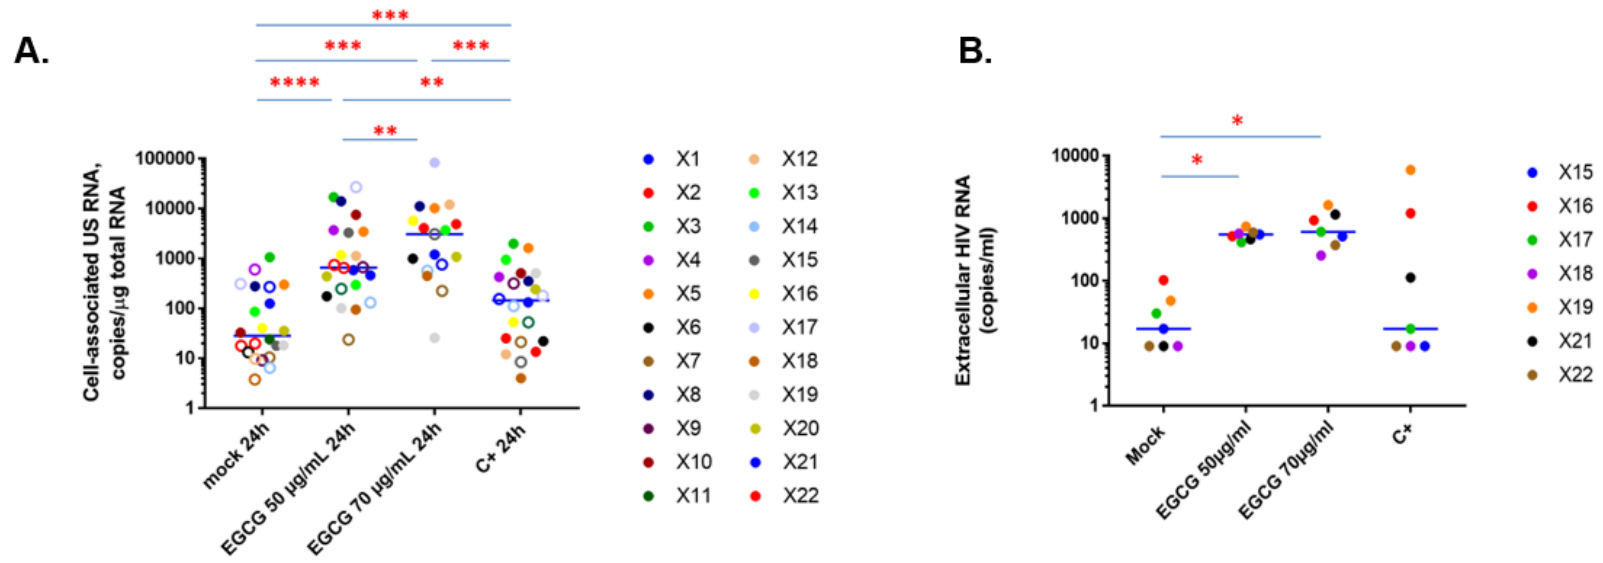 A.
***
*** ***
**** **
**
Cell-associated US RNA,
copies/µg total RNA
100000
10000
1000
100
10
1
mock 24h
EGCG 50 µg/mL 24h
EGCG 70 µg/mL 24h
C+ 24h
X1 X12
X2 X13
X3 X14
X4 X15
X5 X16
X6 X17
X7 X18
X8 X19
X9 X20
X10 X21
X11 X22
B.
*
*
Extracellular HIV RNA
(copies/ml)
10000
1000
100
10
1
Mock
EGCG 50µg/ml
EGCG 70µg/ml
C+
X15
X16
X17
X18
X19
X21
X22